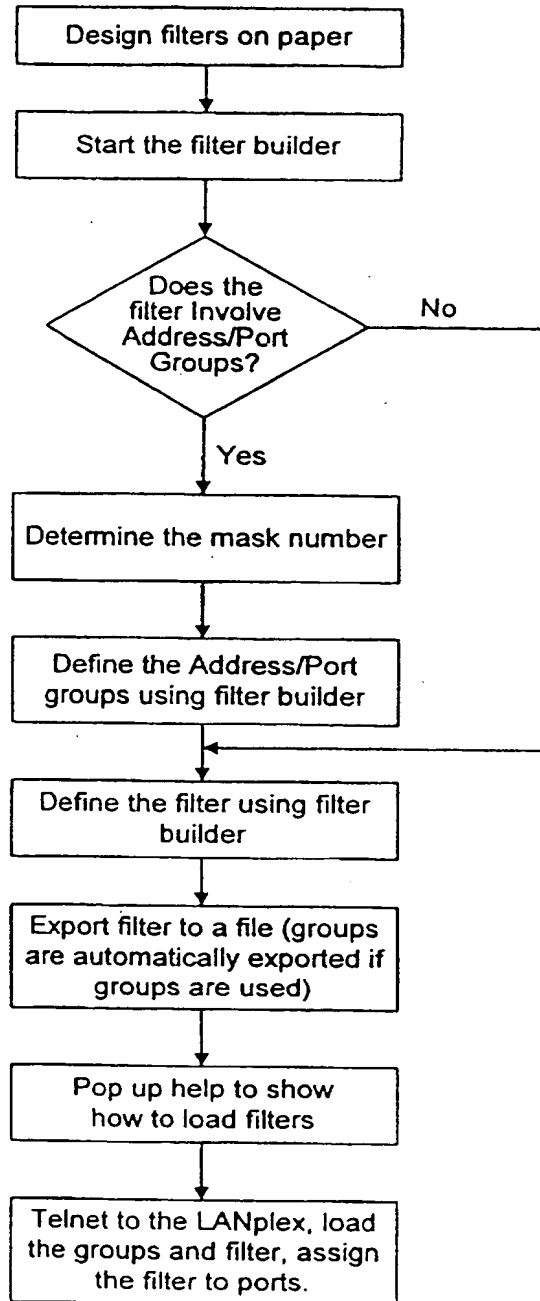 Design filters on paper
Start the filter builder
Does the
filter Involve
Address/Port
Groups?
No
Yes
Determine the mask number
Define the Address/Port
groups using filter builder
Define the filter using filter
builder
Export filter to a file (groups
are automatically exported if
groups are used)
Pop up help to show
how to load filters
Telnet to the LANplex, load
the groups and filter, assign
the filter to ports.